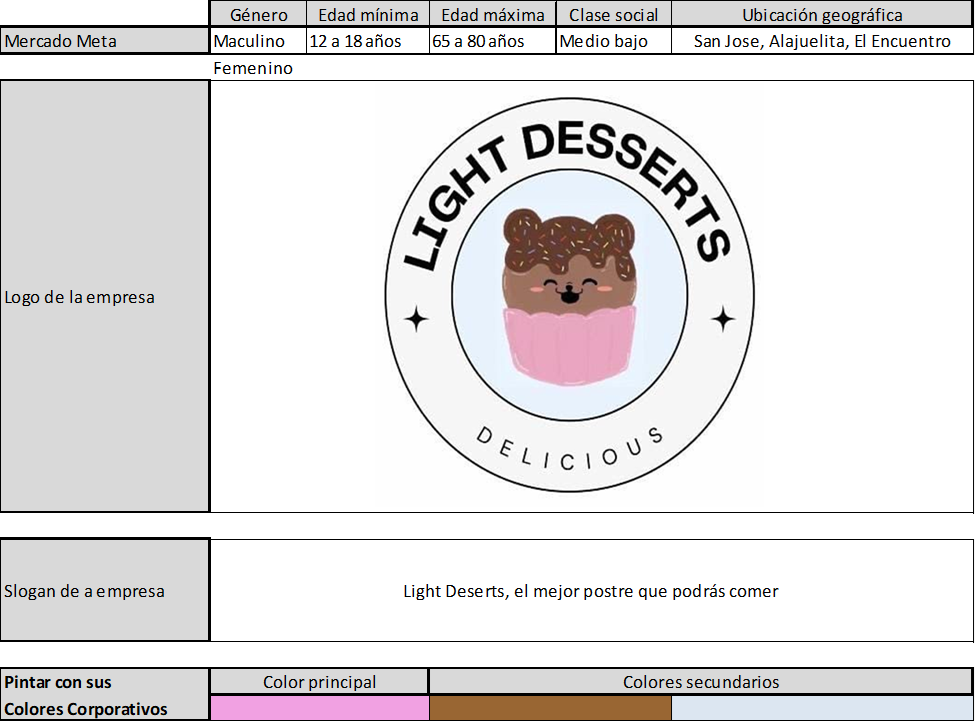 Género Edad mínima Edad máxima Clase social Ubicación geográfica
Mercado Meta Maculino 12 a 18 años 65 a 80 años Medio bajo San Jose, Alajuelita, El Encuentro
Femenino
LIGHT DESSERTS
Logo de la empresa
DELICIOUS
Slogan de a empresa Light Deserts, el mejor postre que podrás comer
Pintar con sus Color principal Colores secundarios
Colores Corporativos